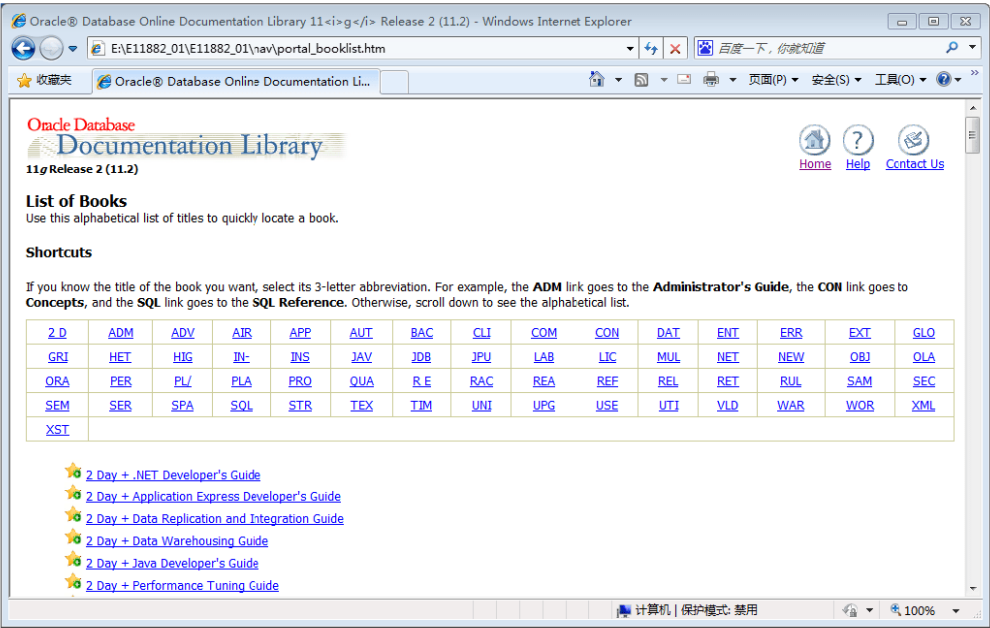 Oracle® Database Online Documentation Library 11<i>g</i> Release 2 (11.2) - Windows Internet Explorer
E:\E11882_01\E11882_01\nav\portal_booklist.htm
百度一下，你就知道
收藏夹
Oracle® Database Online Documentation Li...
页面(P)
安全(S)
工具(O)
Oracle Database
Documentation Library
11g Release 2 (11.2)
Home
Help
Contact Us
List of Books
Use this alphabetical list of titles to quickly locate a book.
Shortcuts
If you know the title of the book you want, select its 3-letter abbreviation. For example, the ADM link goes to the Administrator's Guide, the CON link goes to
Concepts, and the SQL link goes to the SQL Reference. Otherwise, scroll down to see the alphabetical list.
2 D ADM ADV AIR APP AUT BAC CLI COM CON DAT ENT ERR EXT GLO
GRI HET HIG IN- INS JAV JDB JPU LAB LIC MUL NET NEW OBJ OLA
ORA PER PL/ PLA PRO QUA R E RAC REA REF REL RET RUL SAM SEC
SEM SER SPA SQL STR TEX TIM UNI UPG USE UTI VLD WAR WOR XML
XST
2 Day + .NET Developer's Guide
2 Day + Application Express Developer's Guide
2 Day + Data Replication and Integration Guide
2 Day + Data Warehousing Guide
2 Day + Java Developer's Guide
2 Day + Performance Tuning Guide
计算机 | 保护模式: 禁用
100%